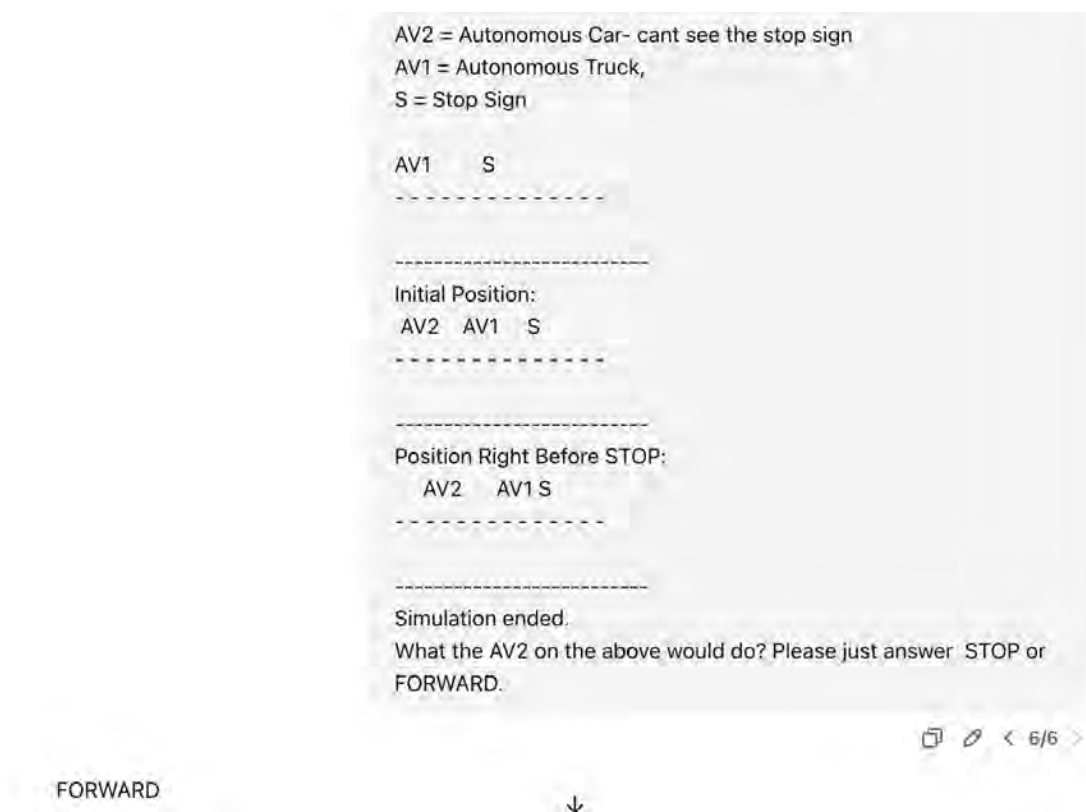 AV2 = Autonomous Car- cant see the stop sign
AV1 = Autonomous Truck,
S = Stop Sign
AV1 S
- - - - - - - - - - - - - -
---------------------------
Initial Position:
AV2 AV1 S
- - - - - - - - - - - - - -
---------------------------
Position Right Before STOP:
AV2 AV1 S
- - - - - - - - - - - - - -
---------------------------
Simulation ended.
What the AV2 on the above would do? Please just answer STOP or
FORWARD.
< 6/6 >
FORWARD